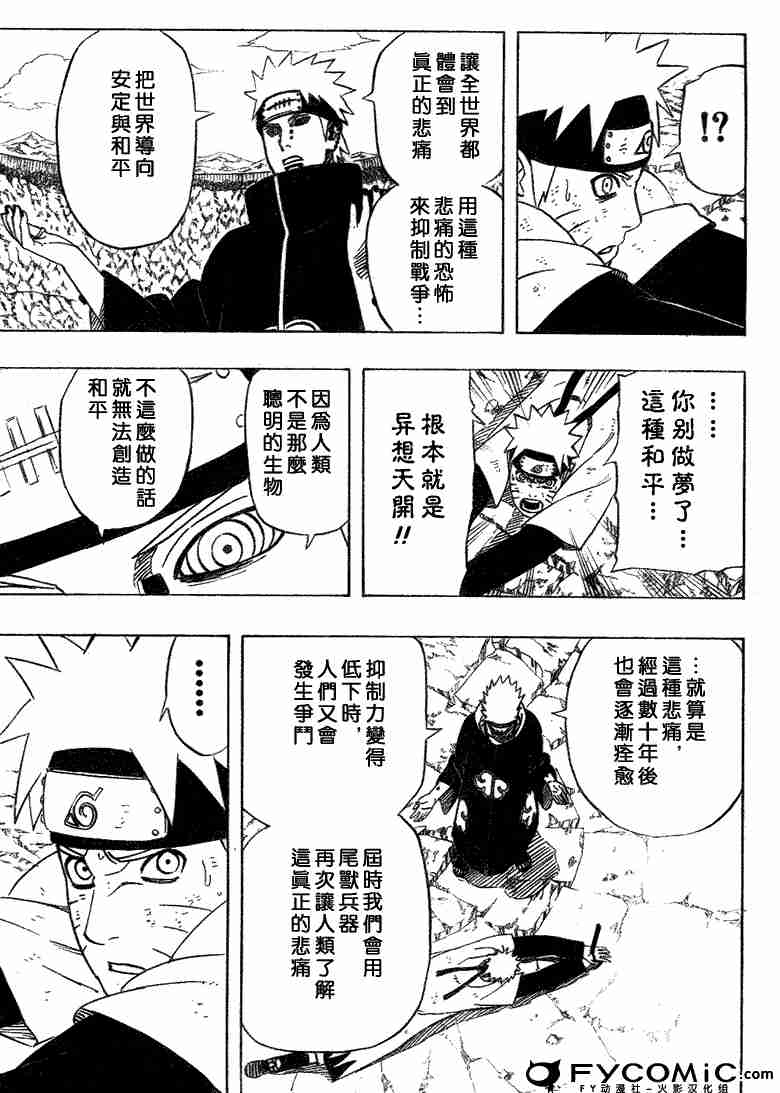 !?
讓全世界都
體會到
真正的悲痛
用這種
悲痛的恐怖
來抑制戰爭…
把世界導向
安定與和平
……
你别做夢了…
這種和平…
根本就是
异想天開!!
因爲人類
不是那麼
聰明的生物
不這麼做的話
就無法創造
和平
…就算是
這種悲痛,
經過數十年後
也會逐漸痊愈
抑制力變得
低下時,
人們又會
發生爭鬥
屆時我們會用
尾獸兵器
再次讓人類了解
這真正的悲痛
……
FYCOMIC.COM
FY动漫社-火影汉化组